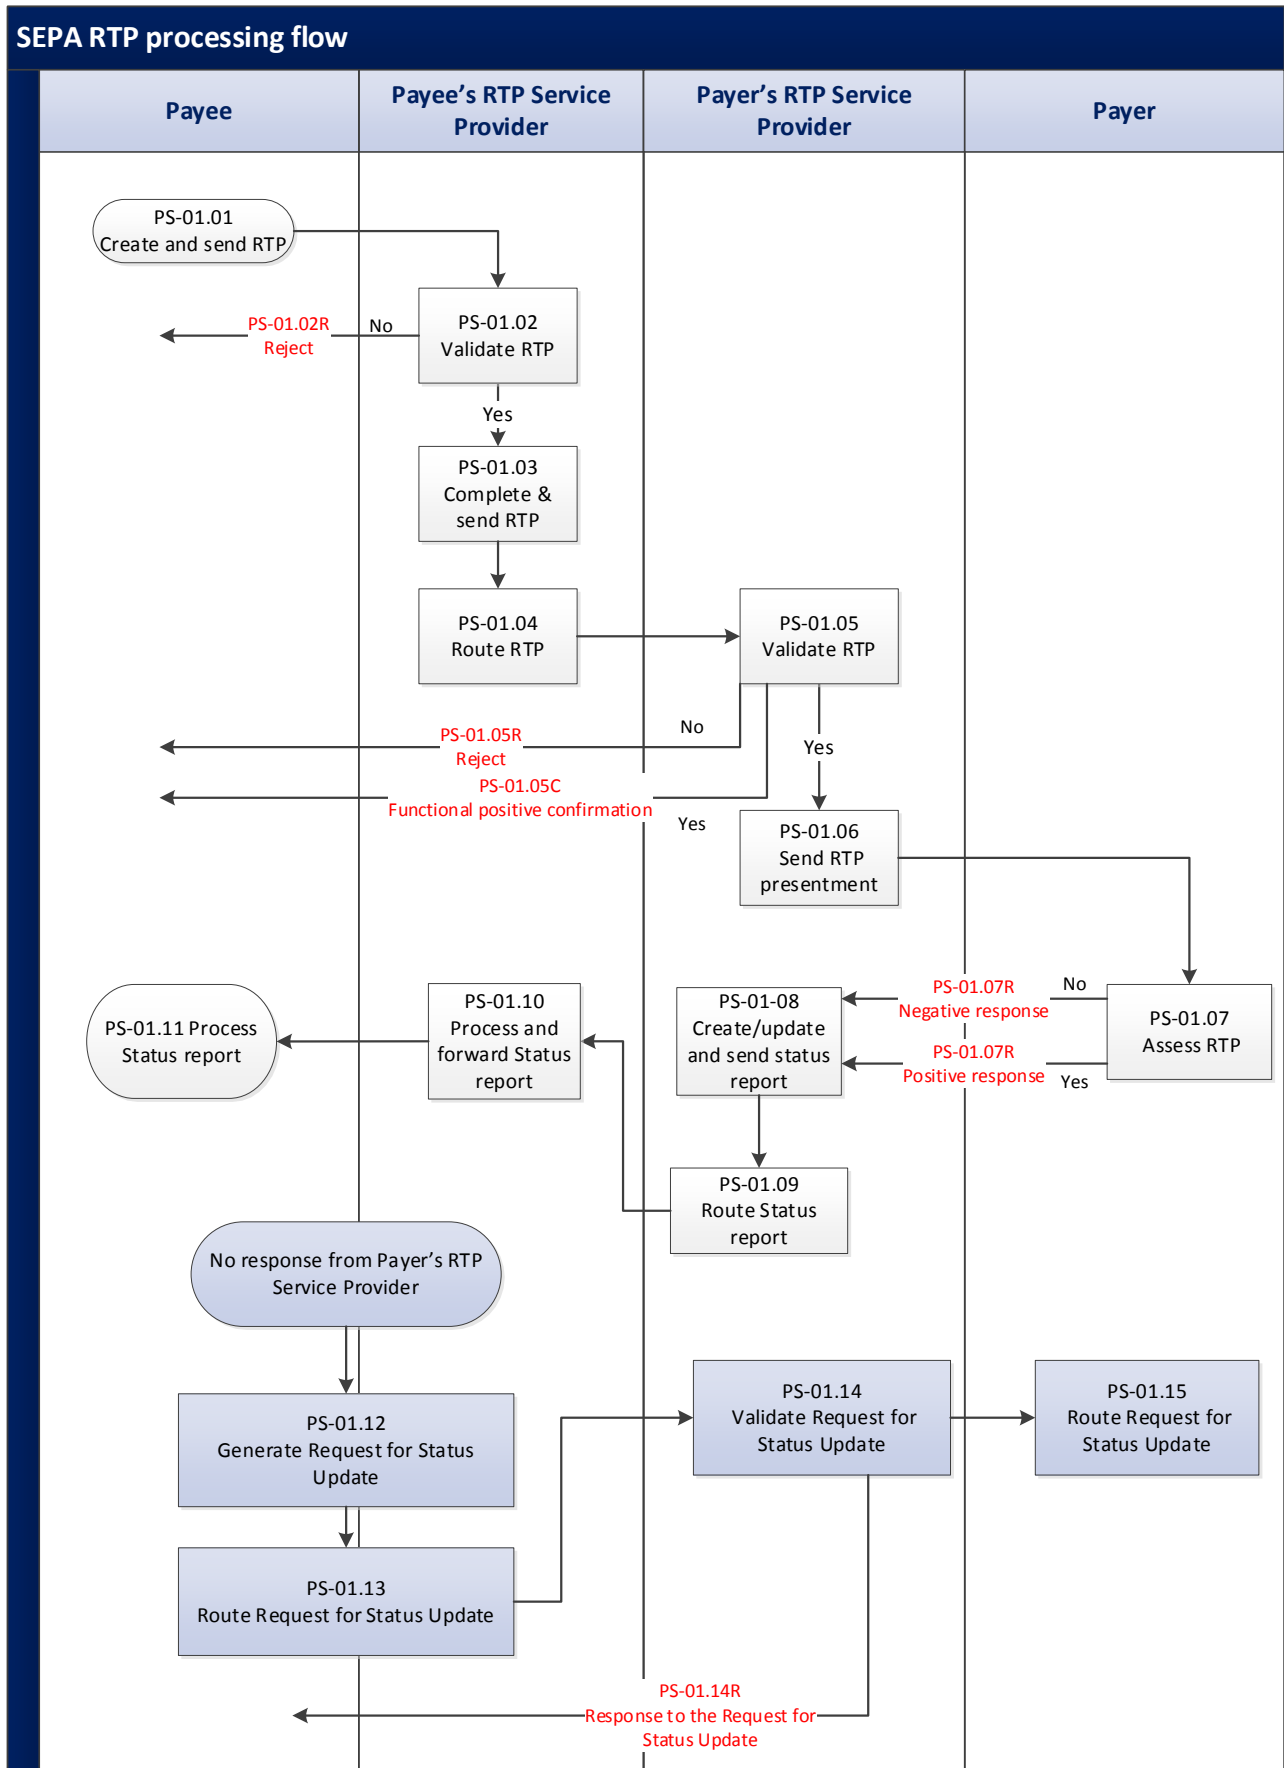 SEPA RTP processing flow
Payee
Payee's RTP Service
Provider
Payer's RTP Service
Provider
Payer
PS-01.01
Create and send RTP
PS-01.02R
Reject
No
PS-01.02
Validate RTP
Yes
PS-01.03
Complete &
send RTP
PS-01.04
Route RTP
PS-01.05
Validate RTP
PS-01.05R
Reject
No
Yes
PS-01.05C
Functional positive confirmation
Yes
PS-01.06
Send RTP
presentment
PS-01.11 Process
Status report
PS-01.10
Process and
forward Status
report
PS-01-08
Create/update
and send status
report
PS-01.07R
Negative response
No
PS-01.07R
Positive response
Yes
PS-01.07
Assess RTP
PS-01.09
Route Status
report
No response from Payer’s RTP
Service Provider
PS-01.12
Generate Request for Status
Update
PS-01.14
Validate Request for
Status Update
PS-01.15
Route Request for
Status Update
PS-01.13
Route Request for Status Update
PS-01.14R
Response to the Request for
Status Update